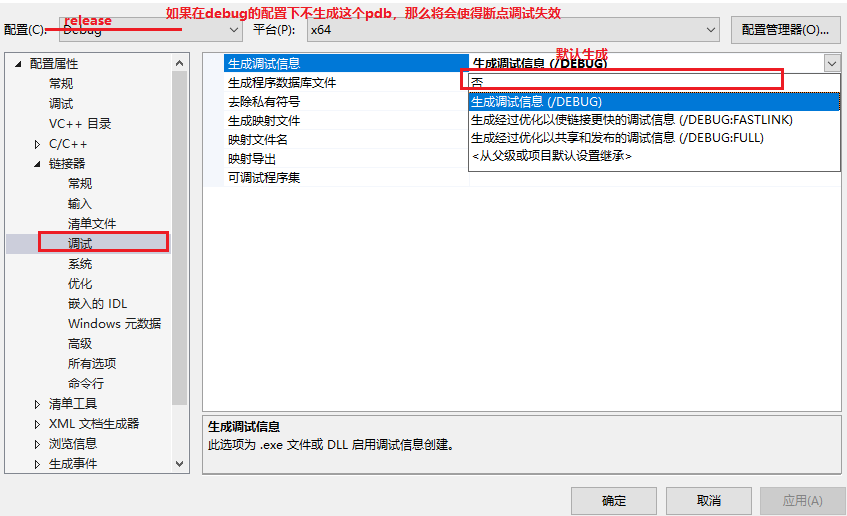 如果在debug的配置下不生成这个pdb，那么将会使得断点调试失效
release
配置(C):
Debug
平台(P):
x64
配置管理器(O)...
配置属性
常规
调试
VC++ 目录
C/C++
链接器
常规
输入
清单文件
调试
系统
优化
嵌入的 IDL
Windows 元数据
高级
所有选项
命令行
清单工具
XML 文档生成器
浏览信息
生成事件
默认生成
生成调试信息
生成调试信息 (/DEBUG)
生成程序数据库文件
否
去除私有符号
生成调试信息 (/DEBUG)
生成映射文件
生成经过优化以使链接更快的调试信息 (/DEBUG:FASTLINK)
映射文件名
生成经过优化以共享和发布的调试信息 (/DEBUG:FULL)
映射导出
<从父级或项目默认设置继承>
可调试程序集
生成调试信息
此选项为 .exe 文件或 DLL 启用调试信息创建。
确定
取消
应用(A)